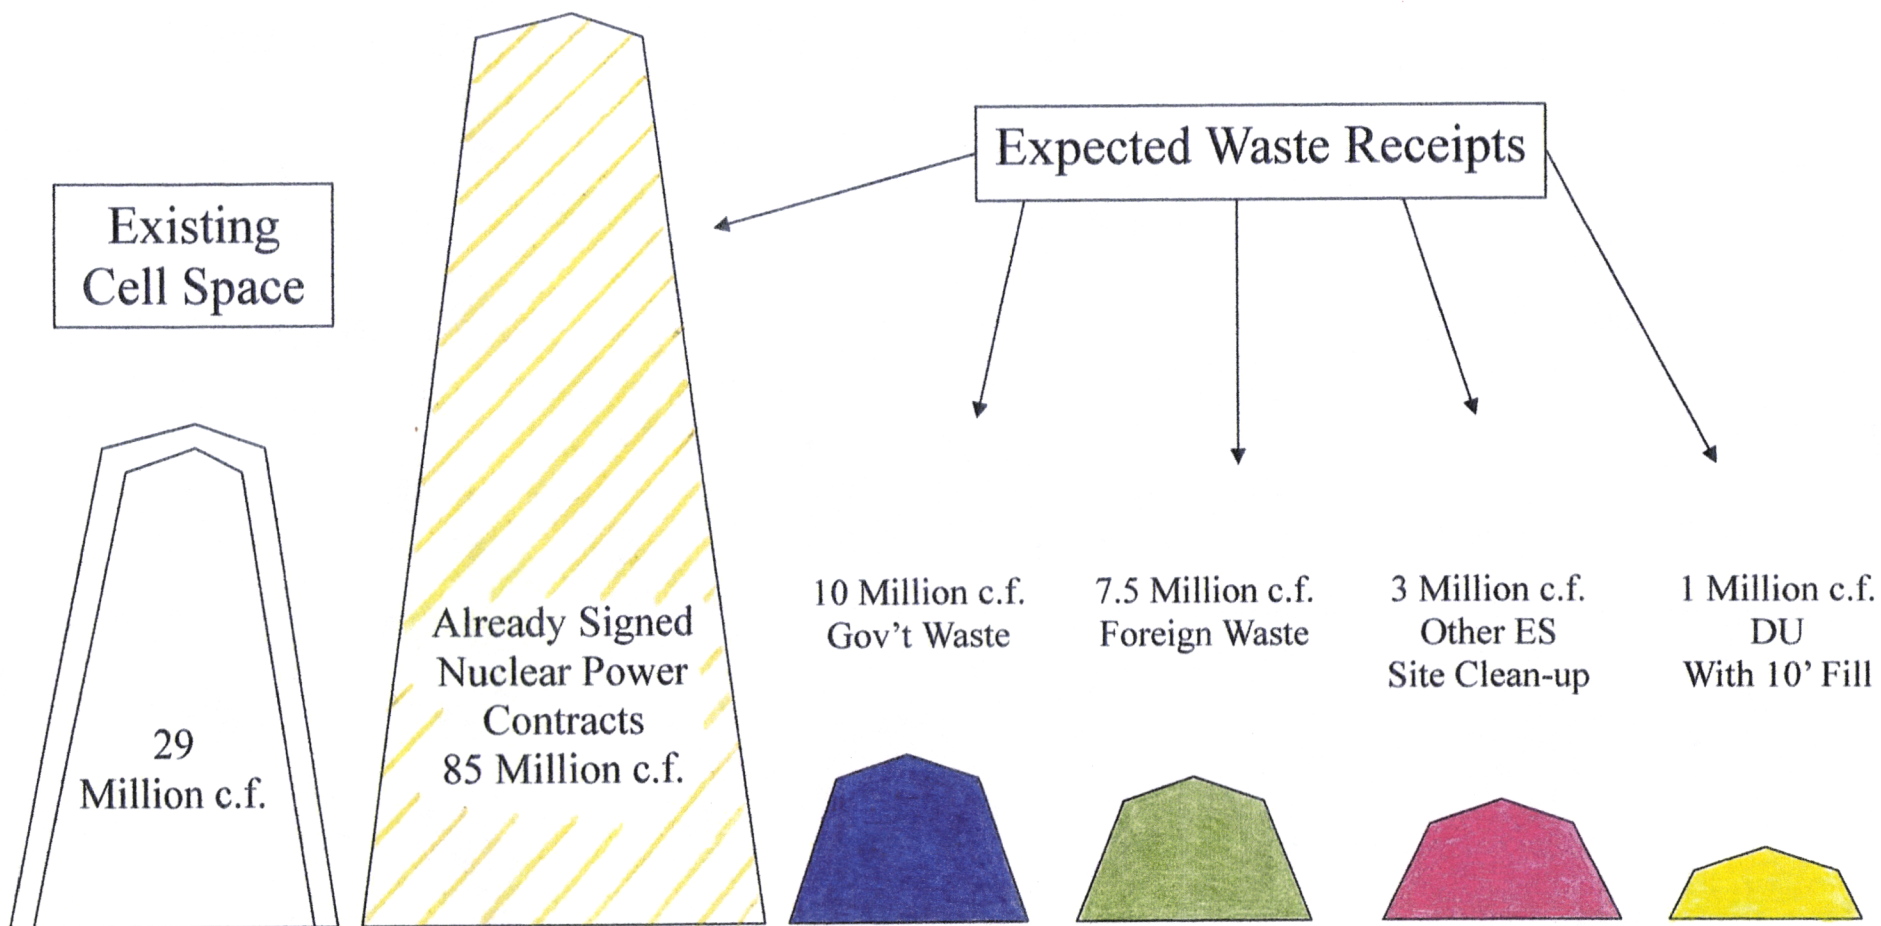 Existing
Cell Space
29
Million c.f.
Already Signed
Nuclear Power
Contracts
85 Million c.f.
Expected Waste Receipts
10 Million c.f.
Gov't Waste
7.5 Million c.f.
Foreign Waste
3 Million c.f.
Other ES
Site Clean-up
1 Million c.f.
DU
With 10' Fill